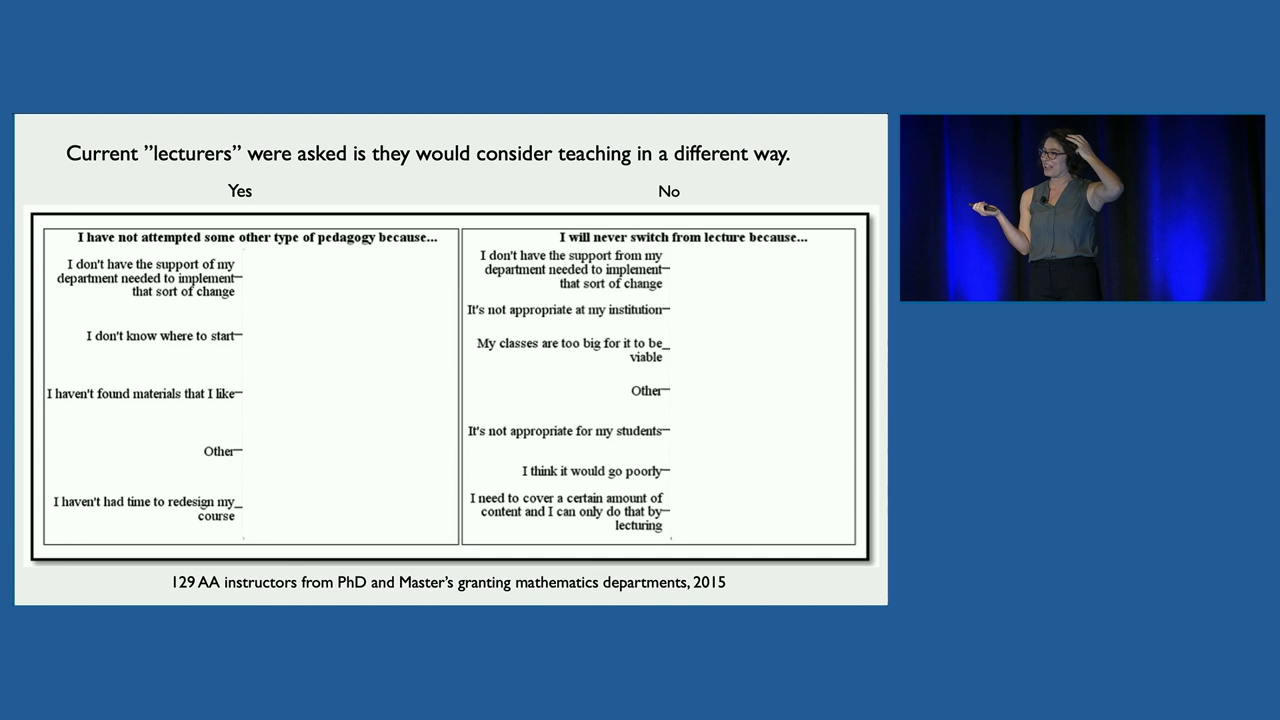 Current ”lecturers” were asked is they would consider teaching in a different way.
Yes
No
I have not attempted some other type of pedagogy because...
I don't have the support of my
department needed to implement
that sort of change
I don't know where to start
I haven't found materials that I like
Other
I haven't had time to redesign my
course
I will never switch from lecture because...
I don't have the support from my
department needed to implement
that sort of change
It's not appropriate at my institution
My classes are too big for it to be
viable
Other
It's not appropriate for my students
I think it would go poorly
I need to cover a certain amount of
content and I can only do that by
lecturing
129 AA instructors from PhD and Master's granting mathematics departments, 2015